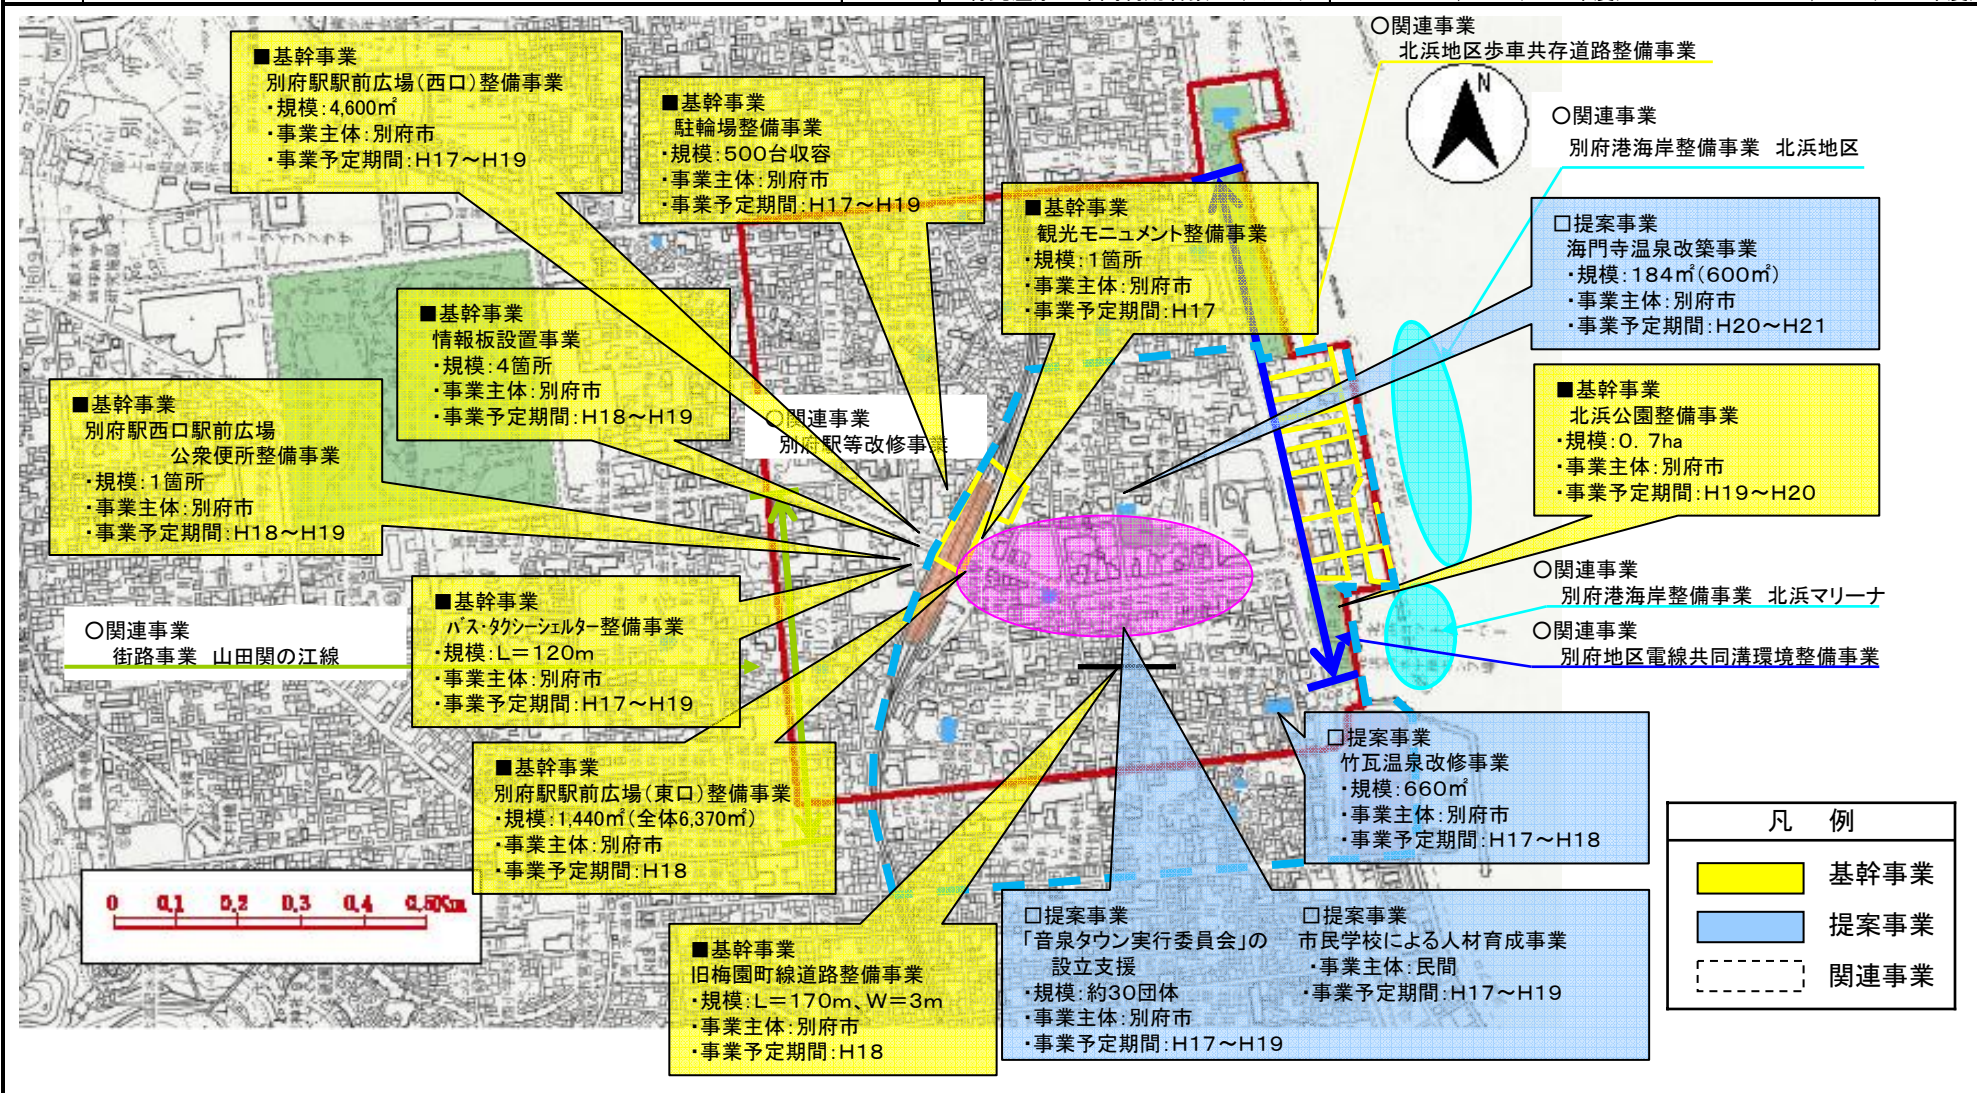 ■基幹事業
別府駅駅前広場(西口)整備事業
・規模:4,600㎡
・事業主体:別府市
・事業予定期間:H17～H19
■基幹事業
駐輪場整備事業
・規模:500台収容
・事業主体:別府市
・事業予定期間:H17～H19
○関連事業
北浜地区歩車共存道路整備事業
N
○関連事業
別府港海岸整備事業 北浜地区
■基幹事業
観光モニュメント整備事業
・規模:1箇所
・事業主体:別府市
・事業予定期間:H17
□提案事業
海門寺温泉改築事業
・規模:184㎡(600㎡)
・事業主体:別府市
・事業予定期間:H20～H21
■基幹事業
情報板設置事業
・規模:4箇所
・事業主体:別府市
・事業予定期間:H18～H19
○関連事業
別府駅等改修事業
■基幹事業
別府駅西口駅前広場
公衆便所整備事業
・規模:1箇所
・事業主体:別府市
・事業予定期間:H18～H19
■基幹事業
北浜公園整備事業
・規模:0.7ha
・事業主体:別府市
・事業予定期間:H19～H20
○関連事業
別府港海岸整備事業 北浜マリーナ
○関連事業
別府地区電線共同溝環境整備事業
○関連事業
街路事業 山田関の江線
■基幹事業
バス・タクシーシェルター整備事業
・規模:L=120m
・事業主体:別府市
・事業予定期間:H17～H19
■基幹事業
別府駅駅前広場(東口)整備事業
・規模:1,440㎡(全体6,370㎡)
・事業主体:別府市
・事業予定期間:H18
□提案事業
竹瓦温泉改修事業
・規模:660㎡
・事業主体:別府市
・事業予定期間:H17～H18
凡 例
基幹事業
提案事業
関連事業
0 0.1 0.2 0.3 0.4 0.5Km
■基幹事業
旧梅園町線道路整備事業
・規模:L=170m、W=3m
・事業主体:別府市
・事業予定期間:H18
□提案事業
「音泉タウン実行委員会」の
設立支援
・規模:約30団体
・事業主体:別府市
・事業予定期間:H17～H19
□提案事業
市民学校による人材育成事業
・事業主体:民間
・事業予定期間:H17～H19